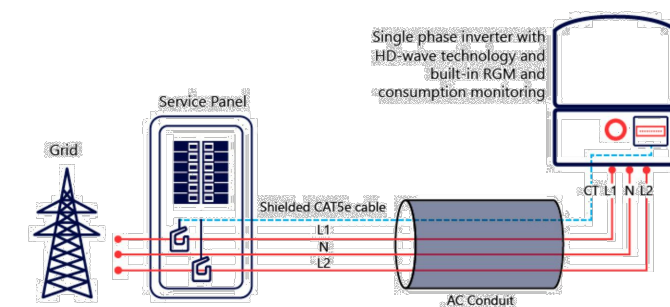 Single phase inverter with
HD-wave technology and
built-in RGM and
consumption monitoring
Service Panel
Grid
CT L1 N L2
Shielded CAT5e cable
L1
N
L2
AC Conduit